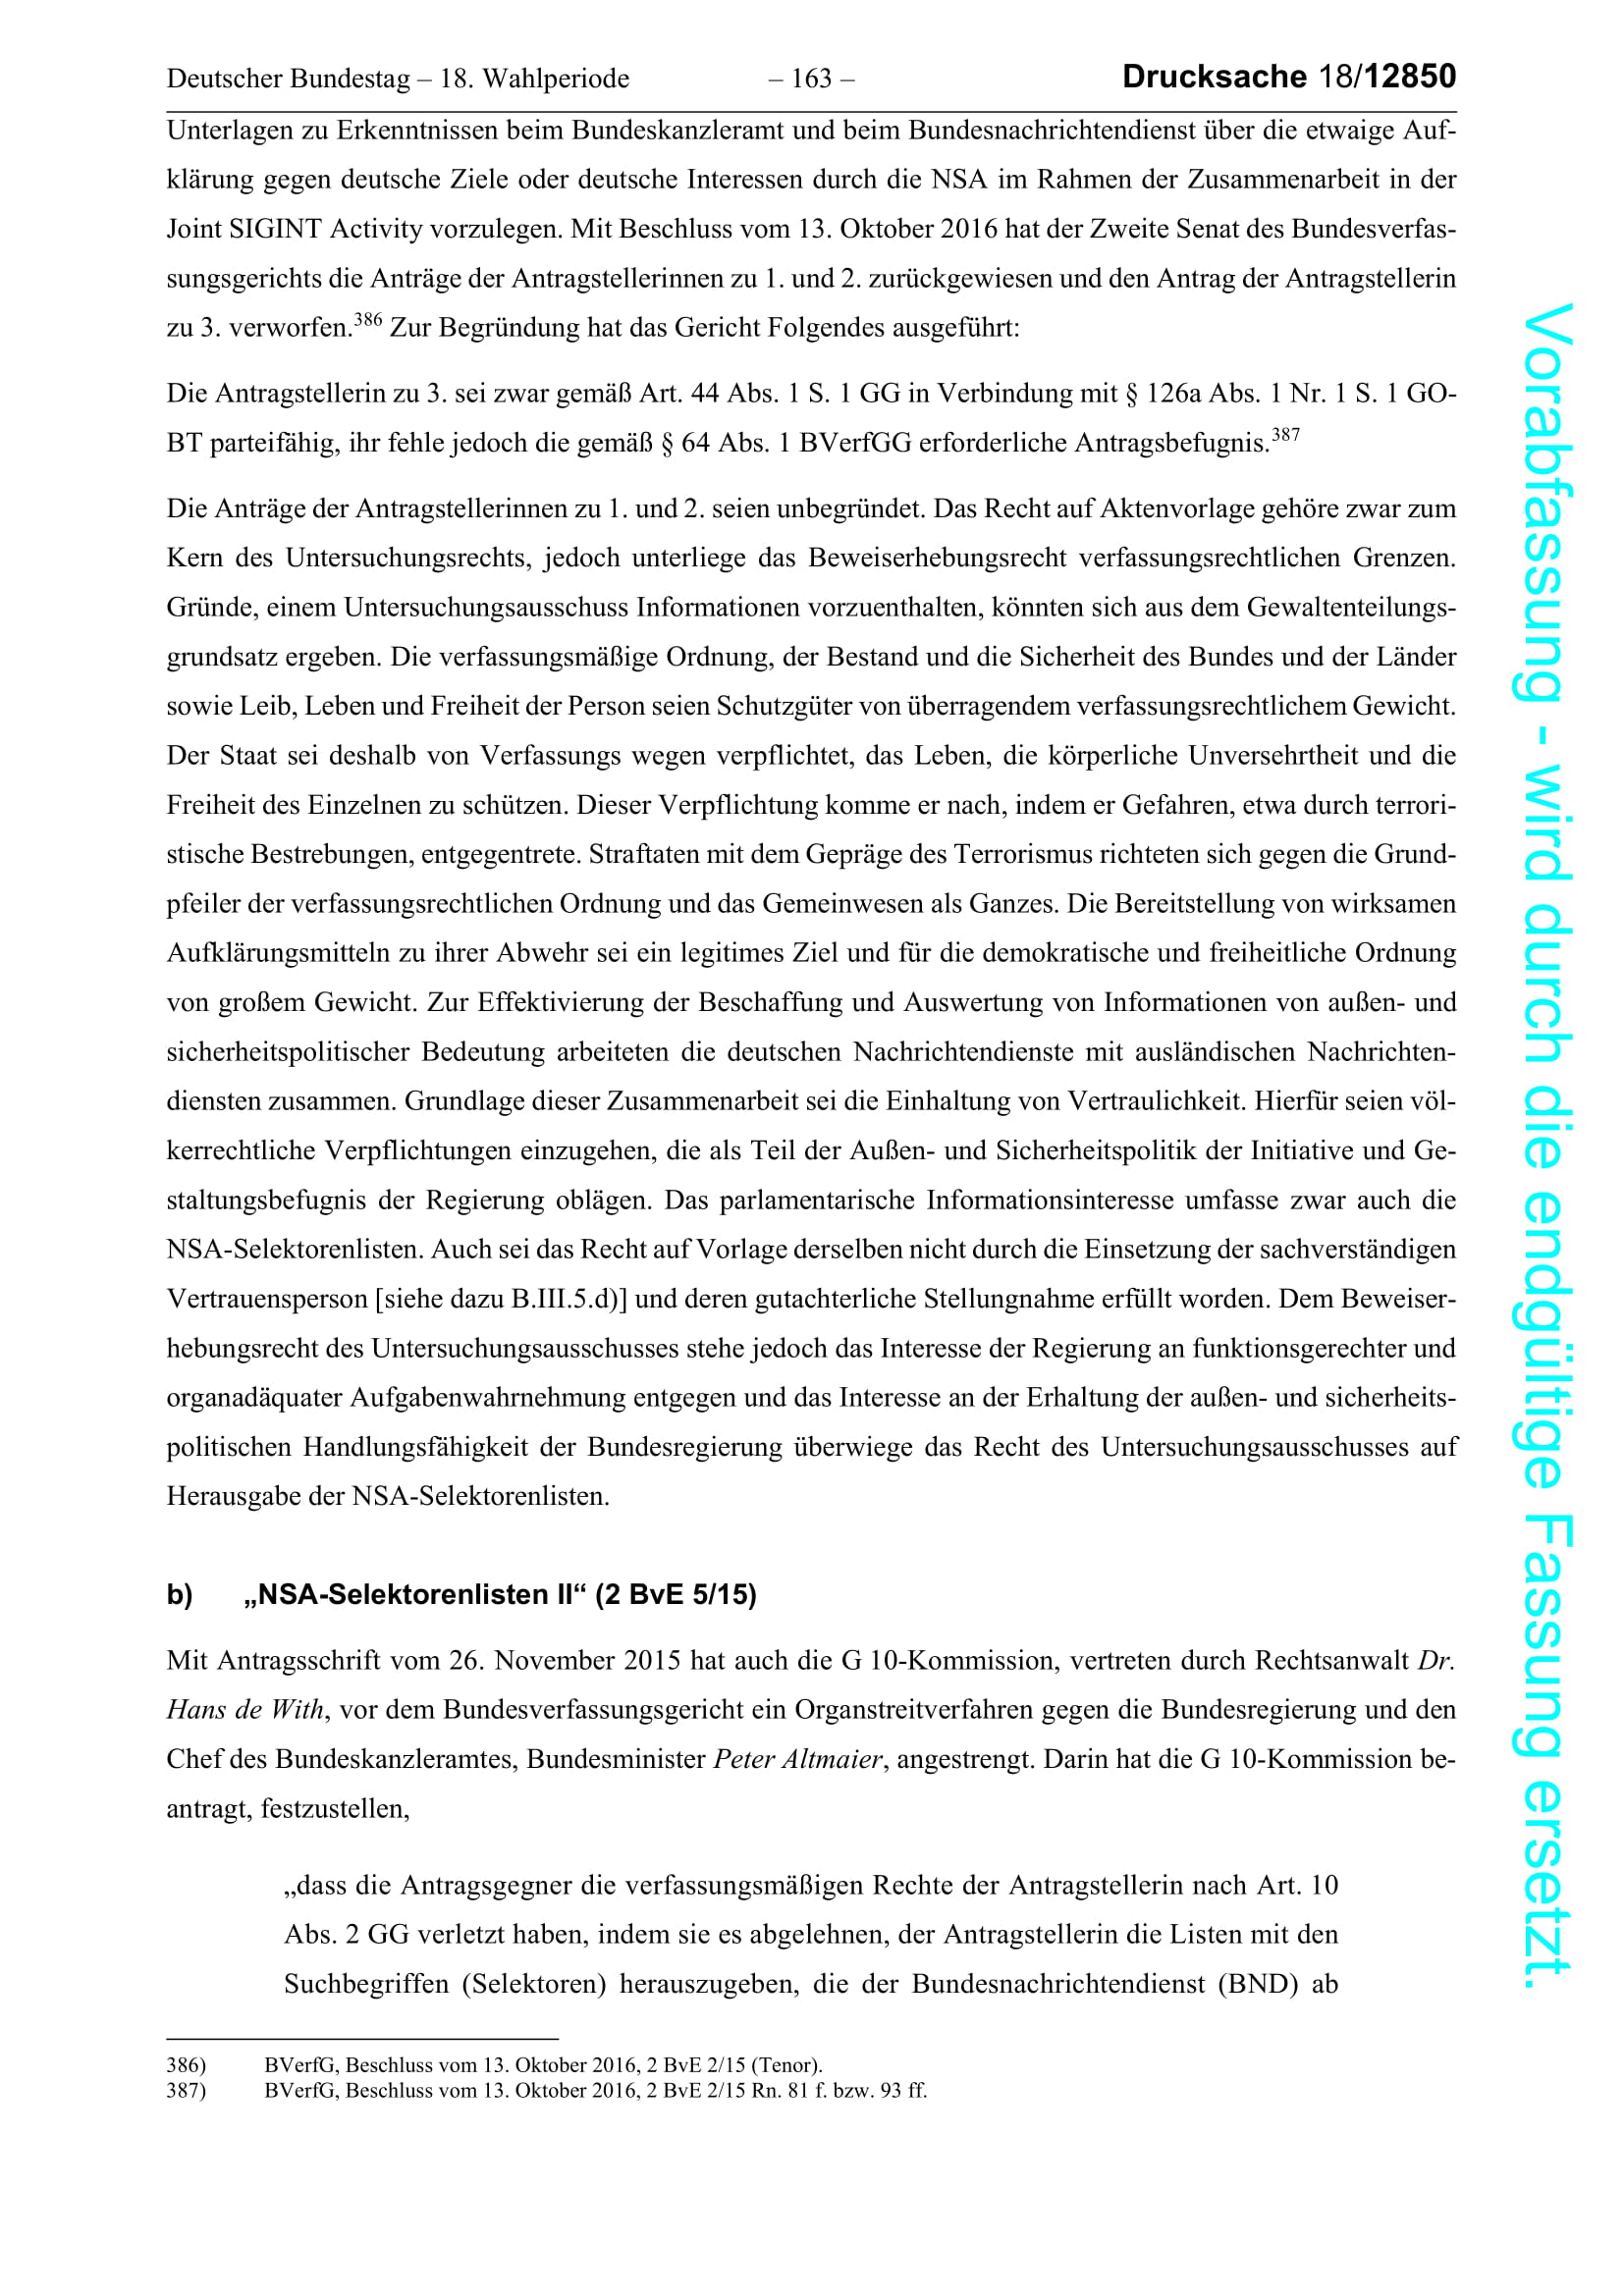 Deutscher Bundestag – 18. Wahlperiode – 163 – Drucksache 18/12850
Unterlagen zu Erkenntnissen beim Bundeskanzleramt und beim Bundesnachrichtendienst über die etwaige Auf-
klärung gegen deutsche Ziele oder deutsche Interessen durch die NSA im Rahmen der Zusammenarbeit in der
Joint SIGINT Activity vorzulegen. Mit Beschluss vom 13. Oktober 2016 hat der Zweite Senat des Bundesverfas-
sungsgerichts die Anträge der Antragstellerinnen zu 1. und 2. zurückgewiesen und den Antrag der Antragstellerin
zu 3. verworfen.386 Zur Begründung hat das Gericht Folgendes ausgeführt:
Die Antragstellerin zu 3. sei zwar gemäß Art. 44 Abs. 1 S. 1 GG in Verbindung mit § 126a Abs. 1 Nr. 1 S. 1 GO-
BT parteifähig, ihr fehle jedoch die gemäß § 64 Abs. 1 BVerfGG erforderliche Antragsbefugnis.387
Die Anträge der Antragstellerinnen zu 1. und 2. seien unbegründet. Das Recht auf Aktenvorlage gehöre zwar zum
Kern des Untersuchungsrechts, jedoch unterliege das Beweiserhebungsrecht verfassungsrechtlichen Grenzen.
Gründe, einem Untersuchungsausschuss Informationen vorzuenthalten, könnten sich aus dem Gewaltenteilungs-
grundsatz ergeben. Die verfassungsmäßige Ordnung, der Bestand und die Sicherheit des Bundes und der Länder
sowie Leib, Leben und Freiheit der Person seien Schutzgüter von überragendem verfassungsrechtlichem Gewicht.
Der Staat sei deshalb von Verfassungs wegen verpflichtet, das Leben, die körperliche Unversehrtheit und die
Freiheit des Einzelnen zu schützen. Dieser Verpflichtung komme er nach, indem er Gefahren, etwa durch terrori-
stische Bestrebungen, entgegentrete. Straftaten mit dem Gepräge des Terrorismus richteten sich gegen die Grund-
pfeiler der verfassungsrechtlichen Ordnung und das Gemeinwesen als Ganzes. Die Bereitstellung von wirksamen
Aufklärungsmitteln zu ihrer Abwehr sei ein legitimes Ziel und für die demokratische und freiheitliche Ordnung
von großem Gewicht. Zur Effektivierung der Beschaffung und Auswertung von Informationen von außen- und
sicherheitspolitischer Bedeutung arbeiteten die deutschen Nachrichtendienste mit ausländischen Nachrichten-
diensten zusammen. Grundlage dieser Zusammenarbeit sei die Einhaltung von Vertraulichkeit. Hierfür seien völ-
kerrechtliche Verpflichtungen einzugehen, die als Teil der Außen- und Sicherheitspolitik der Initiative und Ge-
staltungsbefugnis der Regierung oblägen. Das parlamentarische Informationsinteresse umfasse zwar auch die
NSA-Selektorenlisten. Auch sei das Recht auf Vorlage derselben nicht durch die Einsetzung der sachverständigen
Vertrauensperson [siehe dazu B.III.5.d)] und deren gutachterliche Stellungnahme erfüllt worden. Dem Beweiser-
hebungsrecht des Untersuchungsausschusses stehe jedoch das Interesse der Regierung an funktionsgerechter und
organadäquater Aufgabenwahrnehmung entgegen und das Interesse an der Erhaltung der außen- und sicherheits-
politischen Handlungsfähigkeit der Bundesregierung überwiege das Recht des Untersuchungsausschusses auf
Herausgabe der NSA-Selektorenlisten.
b) „NSA-Selektorenlisten II“ (2 BvE 5/15)
Mit Antragsschrift vom 26. November 2015 hat auch die G 10-Kommission, vertreten durch Rechtsanwalt Dr.
Hans de With, vor dem Bundesverfassungsgericht ein Organstreitverfahren gegen die Bundesregierung und den
Chef des Bundeskanzleramtes, Bundesminister Peter Altmaier, angestrengt. Darin hat die G 10-Kommission be-
antragt, festzustellen,
„dass die Antragsgegner die verfassungsmäßigen Rechte der Antragstellerin nach Art. 10
Abs. 2 GG verletzt haben, indem sie es abgelehnen, der Antragstellerin die Listen mit den
Suchbegriffen (Selektoren) herauszugeben, die der Bundesnachrichtendienst (BND) ab
386) BVerfG, Beschluss vom 13. Oktober 2016, 2 BvE 2/15 (Tenor).
387) BVerfG, Beschluss vom 13. Oktober 2016, 2 BvE 2/15 Rn. 81 f. bzw. 93 ff.
Vorabfassung - wird durch die endgültige Fassung ersetzt.